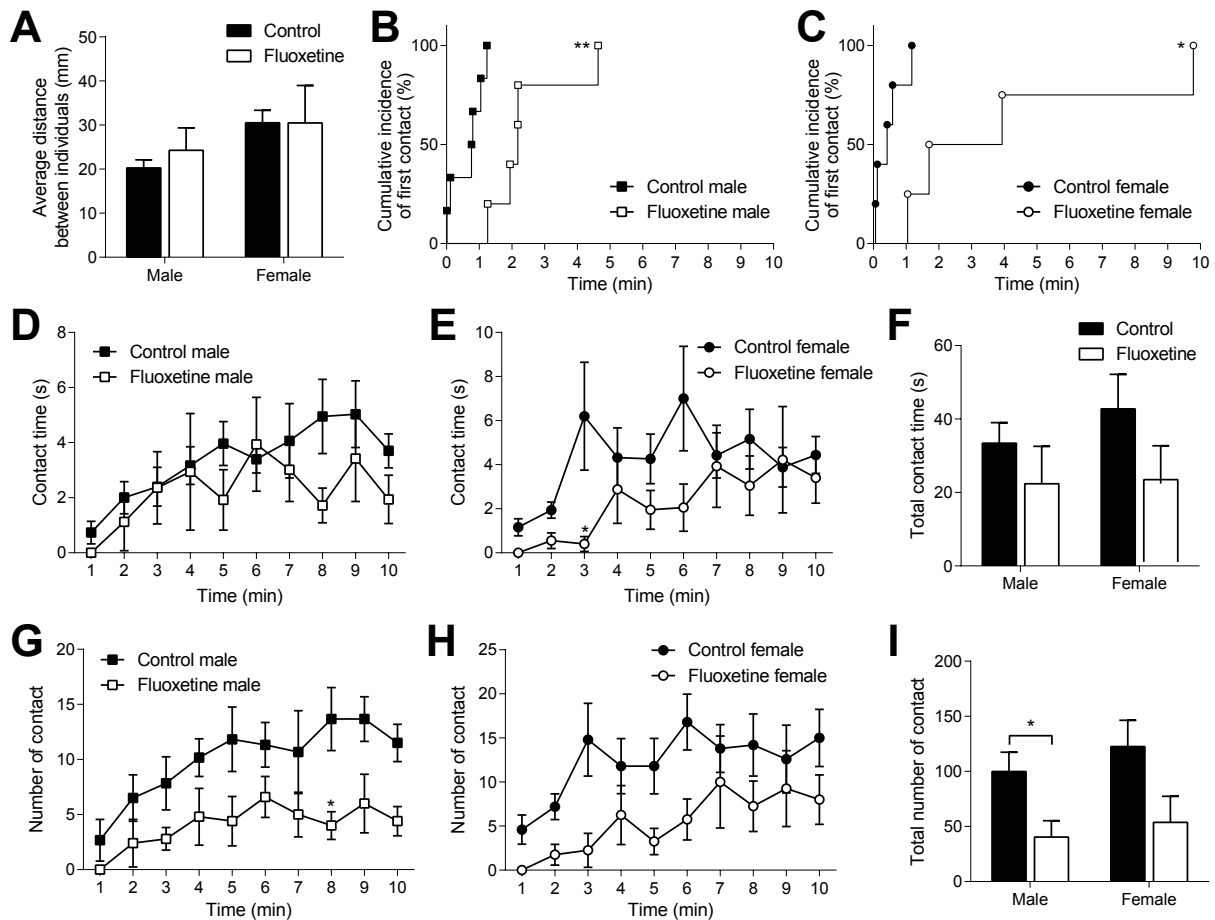 A
Control
Fluoxetine
Average distance
between individuals (mm)
50
40
30
20
10
0
Male
Female
B
Cumulative incidence
of first contact (%)
100
50
0
**
Control male
Fluoxetine male
0 1 2 3 4 5 6 7 8 9 10
Time (min)
C
Cumulative incidence
of first contact (%)
100
50
0
*
Control female
Fluoxetine female
0 1 2 3 4 5 6 7 8 9 10
Time (min)
D
Contact time (s)
8
6
4
2
0
Control male
Fluoxetine male
1 2 3 4 5 6 7 8 9 10
Time (min)
E
Contact time (s)
10
8
6
4
2
0
Control female
Fluoxetine female
*
1 2 3 4 5 6 7 8 9 10
Time (min)
F
Control
Fluoxetine
Total contact time (s)
60
40
20
0
Male
Female
G
Number of contact
20
15
10
5
0
Control male
Fluoxetine male
*
1 2 3 4 5 6 7 8 9 10
Time (min)
H
Number of contact
25
20
15
10
5
0
Control female
Fluoxetine female
1 2 3 4 5 6 7 8 9 10
Time (min)
I
Total number of contact
200
150
100
50
0
*
Male
Female